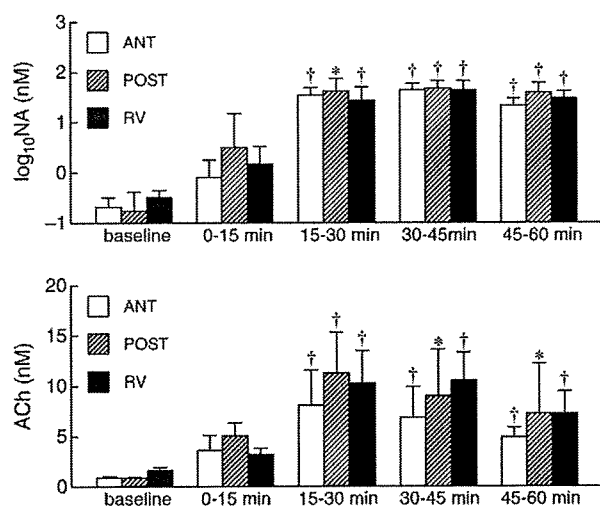 3
2
1
0
–1
log10NA (nM)
ANT
POST
RV
† * †
† † †
† † †
baseline 0-15 min 15-30 min 30-45min 45-60 min
20
15
10
5
0
ACh (nM)
ANT
POST
RV
† † †
† * †
† * †
baseline 0-15 min 15-30 min 30-45 min 45-60 min